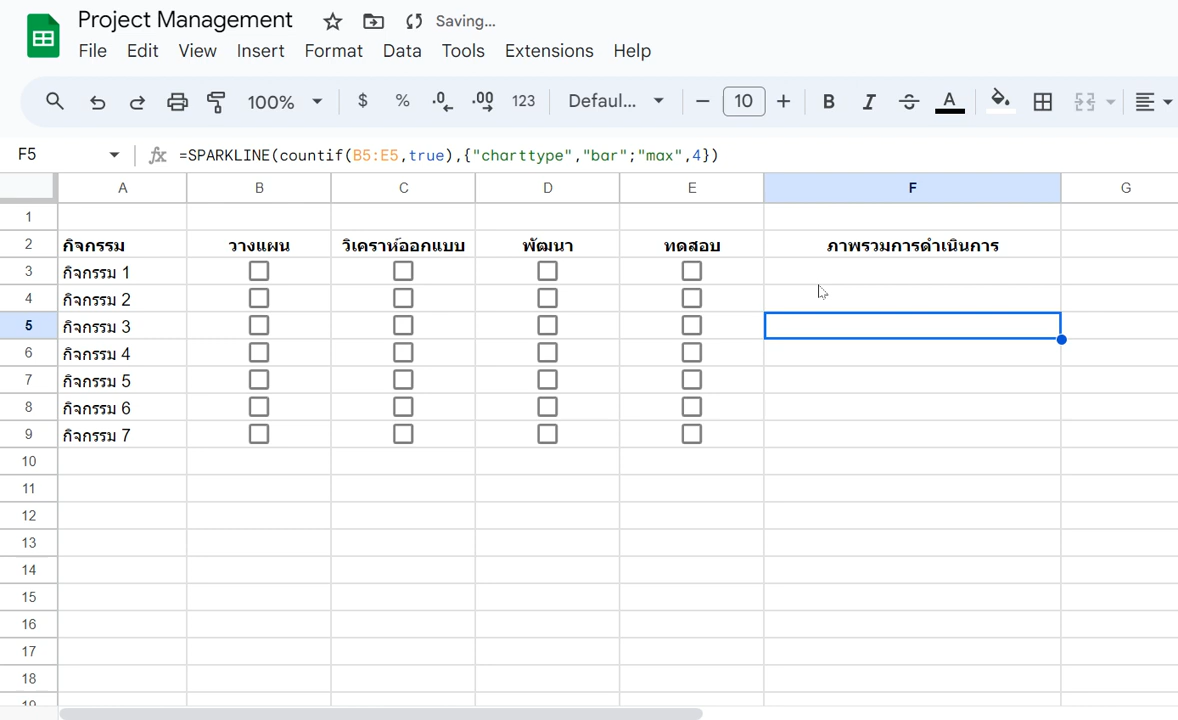 Project Management Saving...
File Edit View Insert Format Data Tools Extensions Help
100% $ % .0 .00 123 Defaul... 10 B I A
F5 fx =SPARKLINE(countif(B5:E5,true),{"charttype","bar";"max",4})
A B C D E F G
1
2 กิจกรรม วางแผน วิเคราห์ออกแบบ พัฒนา ทดสอบ ภาพรวมการดำเนินการ
3 กิจกรรม 1
4 กิจกรรม 2
5 กิจกรรม 3
6 กิจกรรม 4
7 กิจกรรม 5
8 กิจกรรม 6
9 กิจกรรม 7
10
11
12
13
14
15
16
17
18
19